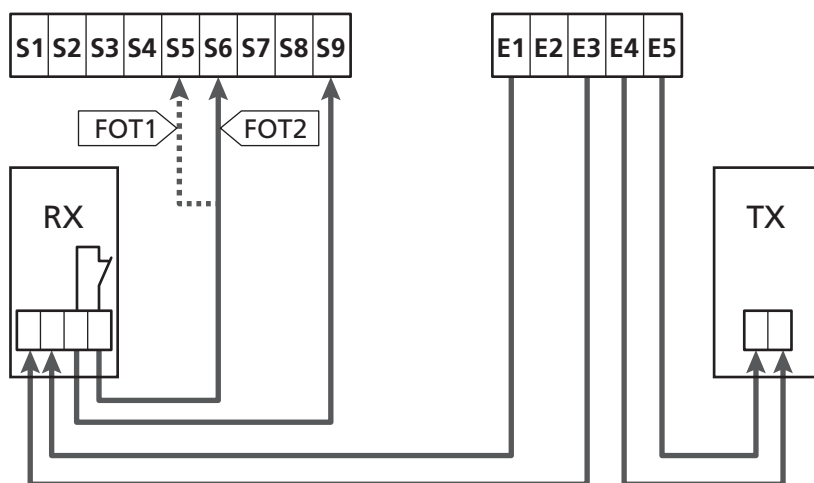 S1 S2 S3 S4 S5 S6 S7 S8 S9
E1 E2 E3 E4 E5
FOT1
FOT2
RX
TX